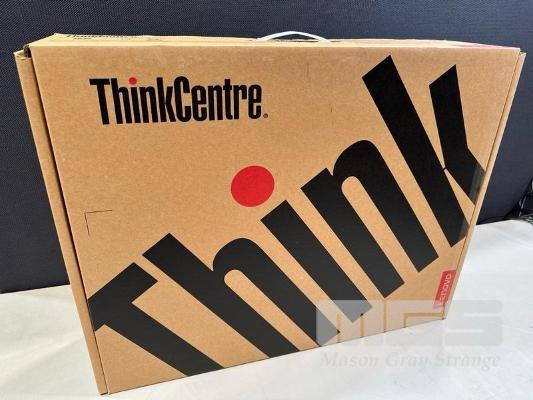 ThinkCentre®
Think
Lenovo
MGS
Mason Gray Strange